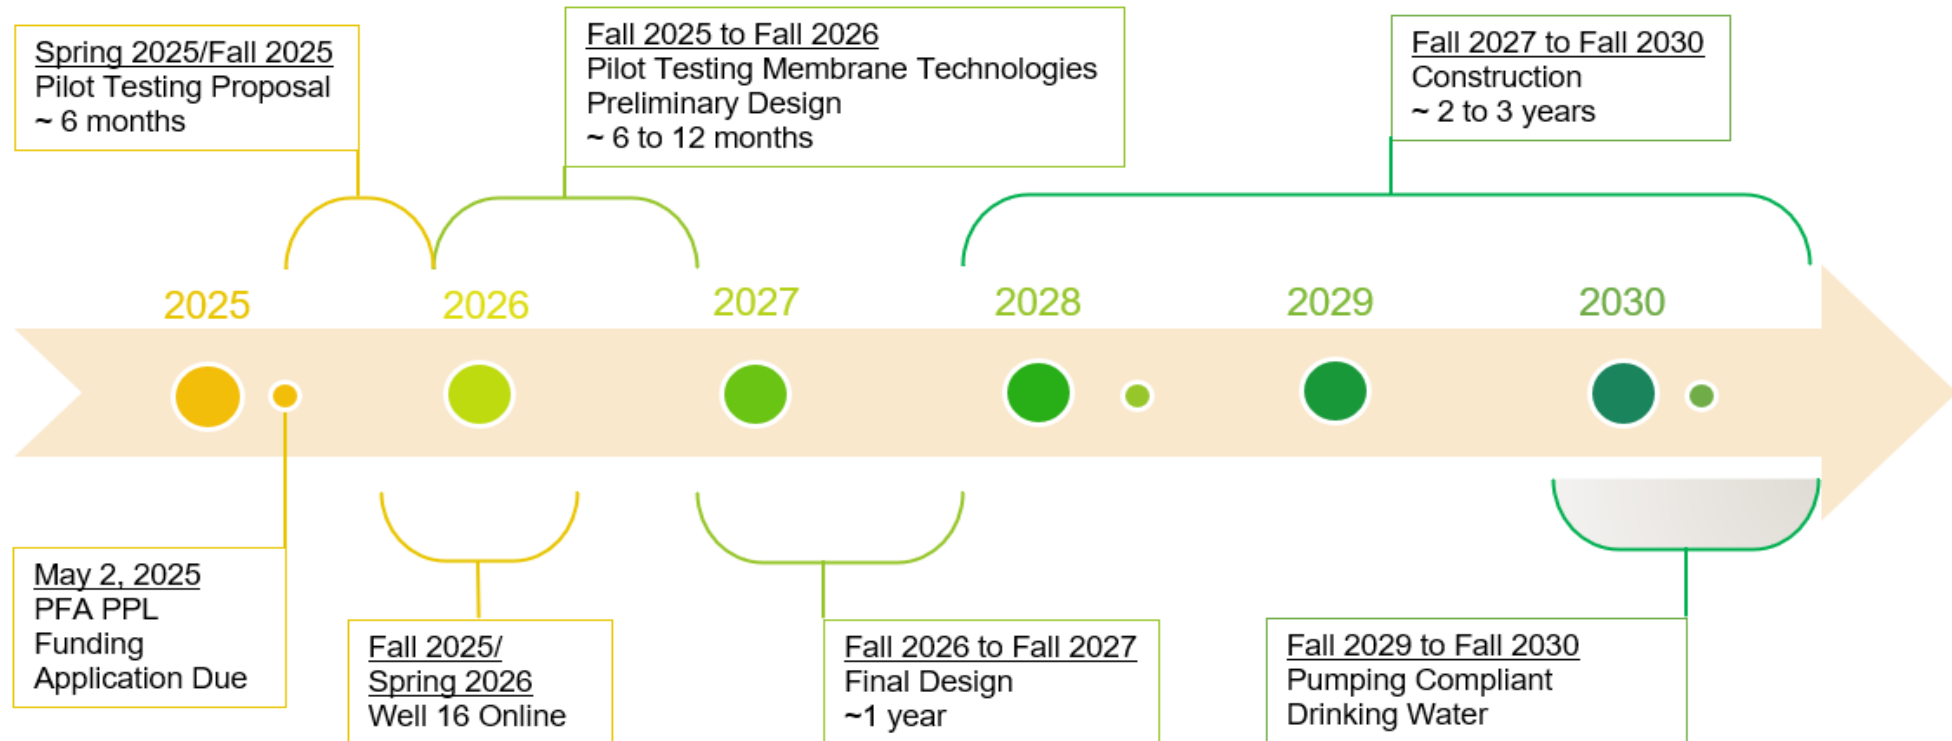 Spring 2025/Fall 2025
Pilot Testing Proposal
~ 6 months
Fall 2025 to Fall 2026
Pilot Testing Membrane Technologies
Preliminary Design
~ 6 to 12 months
Fall 2027 to Fall 2030
Construction
~ 2 to 3 years
2025
2026
2027
2028
2029
2030
May 2, 2025
PFA PPL
Funding
Application Due
Fall 2025/
Spring 2026
Well 16 Online
Fall 2026 to Fall 2027
Final Design
~1 year
Fall 2029 to Fall 2030
Pumping Compliant
Drinking Water